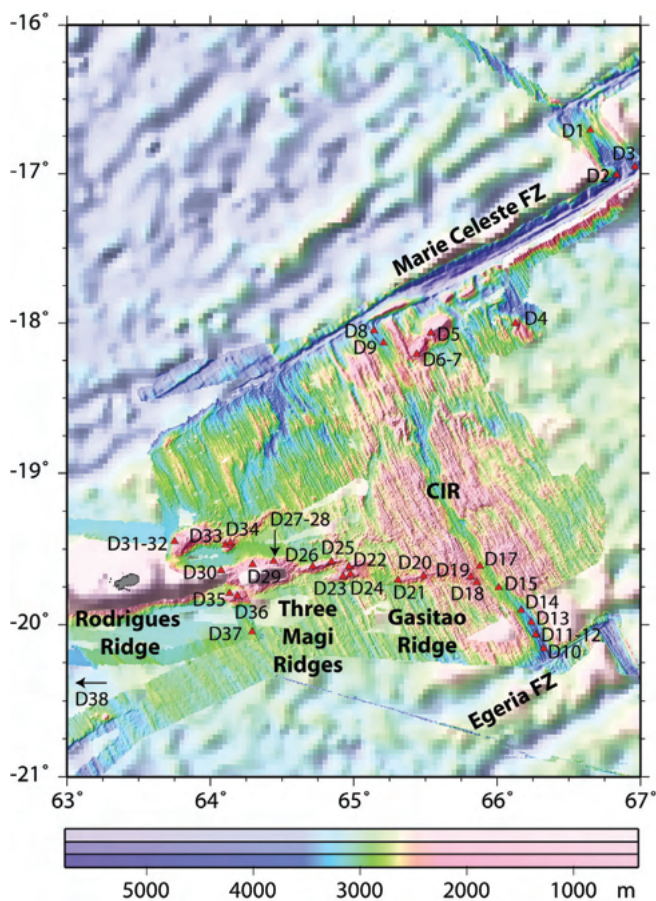 -16°
D1
D3
D2
-17°
Marie Celeste FZ
-18°
D8
D5
D4
D9
D6-7
-19°
CIR
D27-28
D31-32
D33
D34
D25
D26
D22
D20
D19
D17
D30
D29
D23
D24
D21
D18
D15
D35
D36
D14
-20°
Rodrigues
Ridge
Three
Magi
Ridges
Gasitao
Ridge
D13
D11-12
D10
D37
Egeria FZ
D38
-21°
63°
64°
65°
66°
67°
5000
4000
3000
2000
1000
m